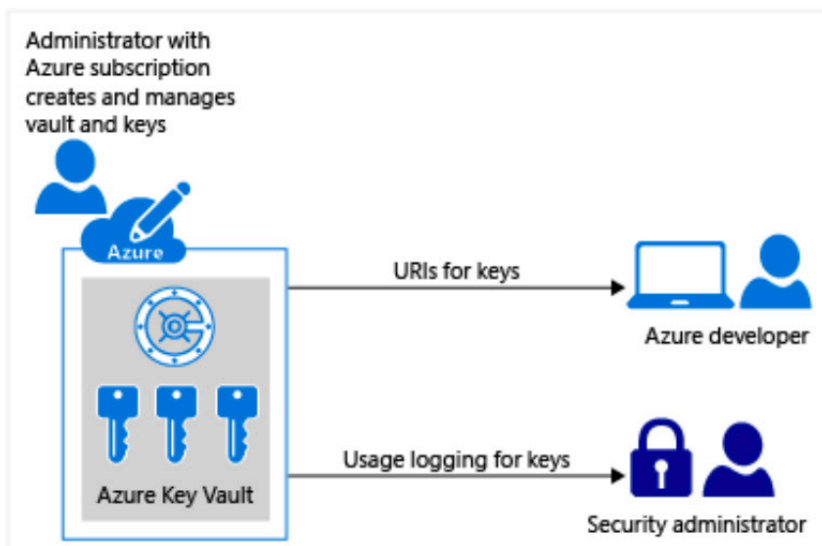 Administrator with
Azure subscription
creates and manages
vault and keys
Azure
URIs for keys
Azure developer
Usage logging for keys
Azure Key Vault
Security administrator